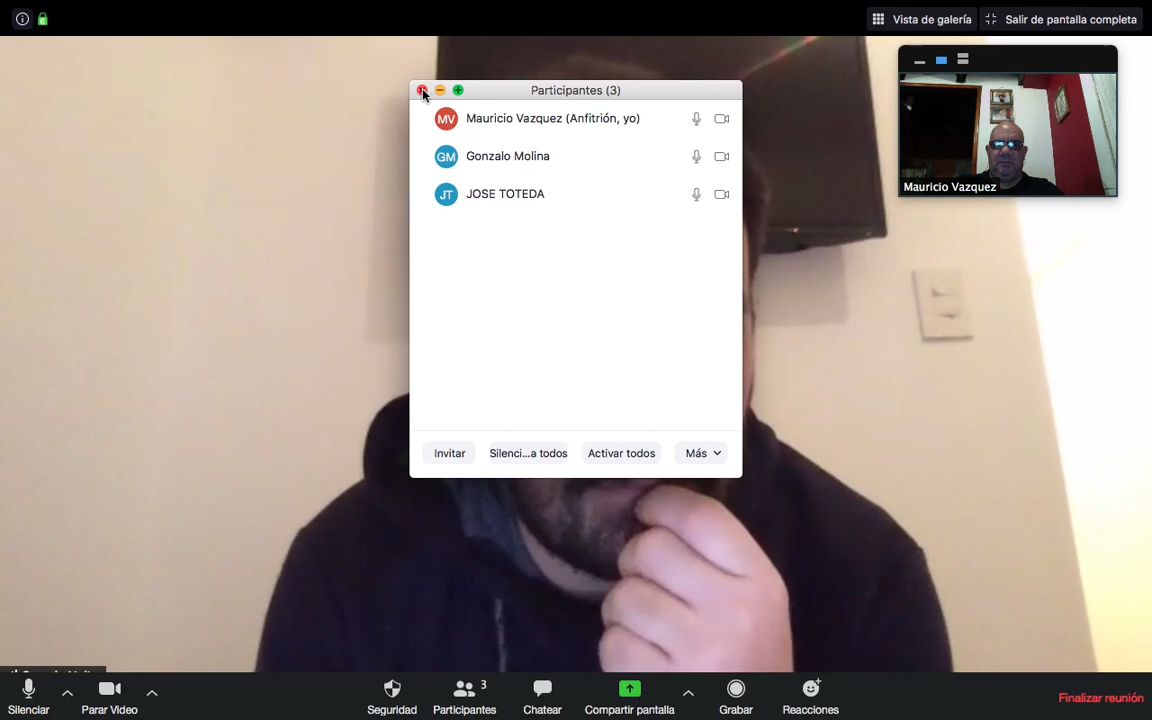 Vista de galería
Salir de pantalla completa
Participantes (3)
MV Mauricio Vazquez (Anfitrión, yo)
GM Gonzalo Molina
JT JOSE TOTEDA
Mauricio Vazquez
Invitar
Silenci...a todos
Activar todos
Más
Silenciar
Parar Video
Seguridad
3
Participantes
Chatear
Compartir pantalla
Grabar
Reacciones
Finalizar reunión